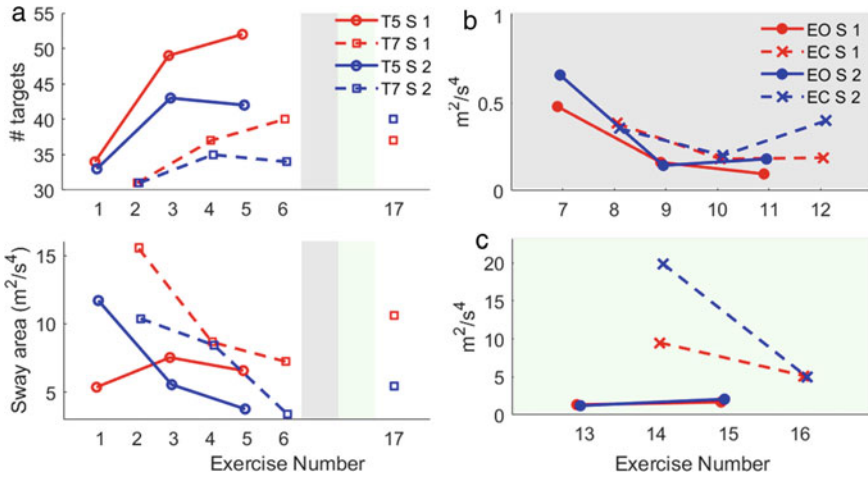 a
# targets
55
50
45
40
35
30
1 2 3 4 5 6 17
T5 S 1
T7 S 1
T5 S 2
T7 S 2
Sway area (m²/s⁴)
15
10
5
1 2 3 4 5 6 17
Exercise Number
b
m²/s⁴
1
0.5
0
7 8 9 10 11 12
EO S 1
EC S 1
EO S 2
EC S 2
c
m²/s⁴
20
15
10
5
0
13 14 15 16
Exercise Number